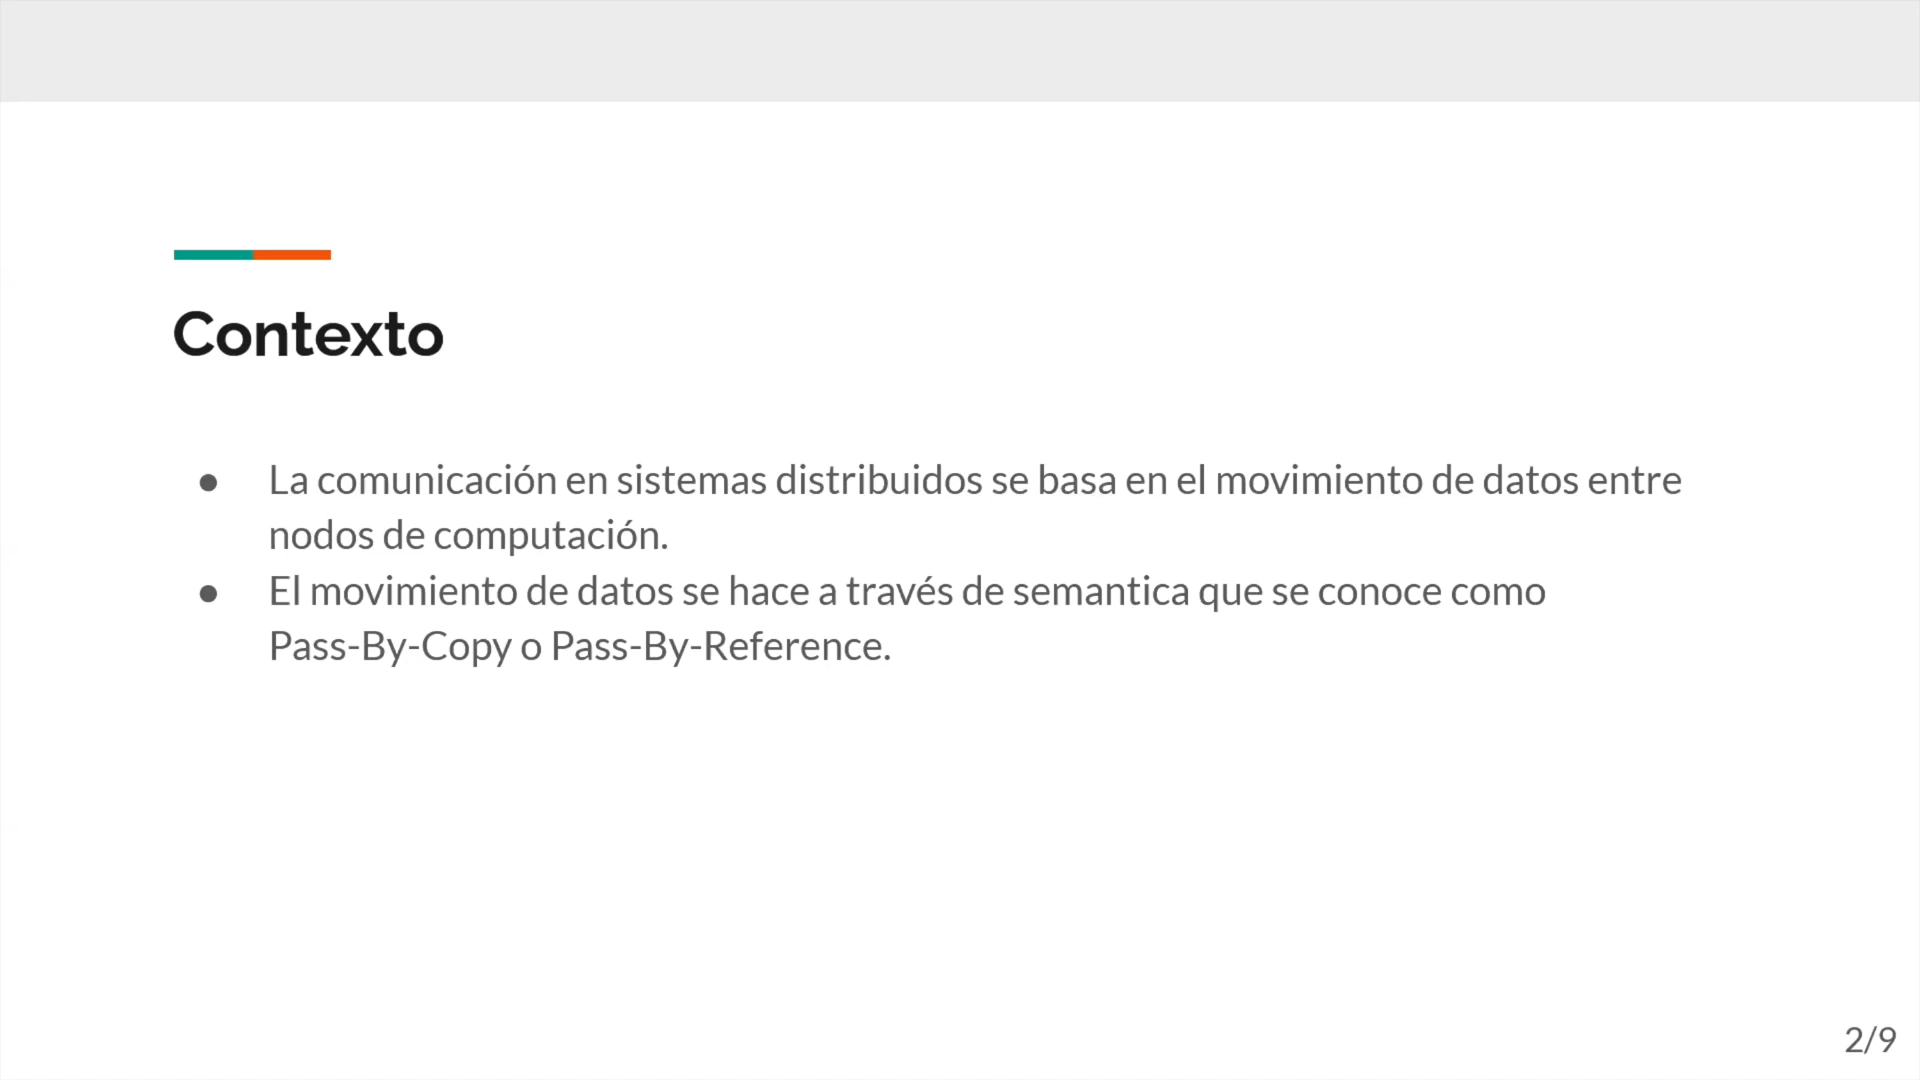 Contexto
● La comunicación en sistemas distribuidos se basa en el movimiento de datos entre
nodos de computación.
● El movimiento de datos se hace a través de semantica que se conoce como
Pass-By-Copy o Pass-By-Reference.
2/9